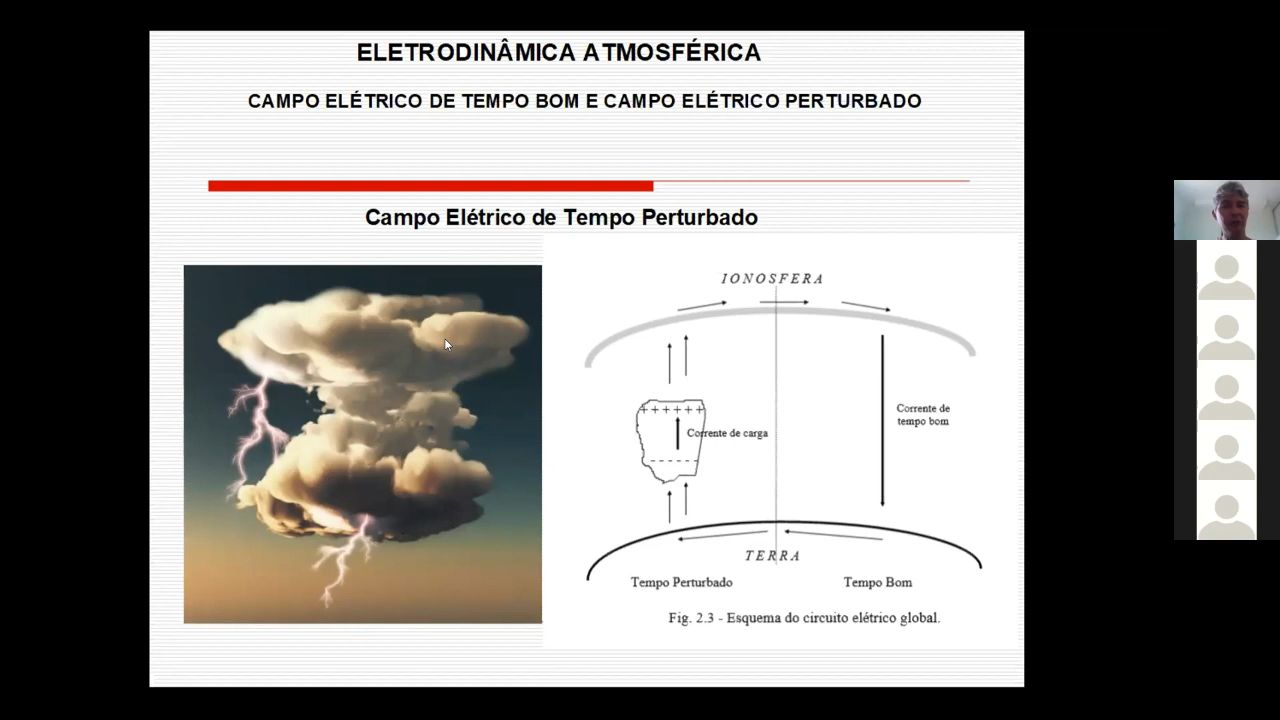 ELETRODINÂMICA ATMOSFÉRICA
CAMPO ELÉTRICO DE TEMPO BOM E CAMPO ELÉTRICO PERTURBADO
Campo Elétrico de Tempo Perturbado
IONOSFERA
Corrente de
tempo bom
Corrente de carga
TERRA
Tempo Perturbado
Tempo Bom
Fig. 2.3 - Esquema do circuito elétrico global.